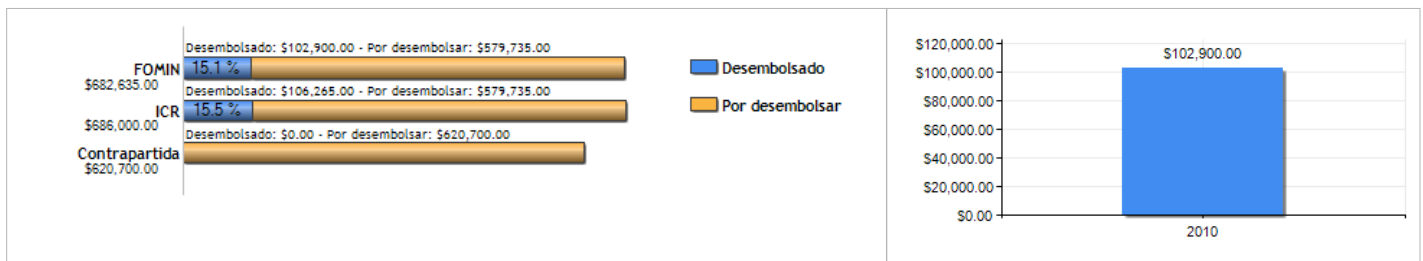 Desembolsado: $102,900.00 - Por desembolsar: $579,735.00
FOMIN 15.1 %
$682,635.00
Desembolsado: $106,265.00 - Por desembolsar: $579,735.00
ICR 15.5 %
$686,000.00
Desembolsado: $0.00 - Por desembolsar: $620,700.00
Contrapartida
$620,700.00
Desembolsado
Por desembolsar
$120,000.00
$102,900.00
$100,000.00
$80,000.00
$60,000.00
$40,000.00
$20,000.00
$0.00
2010